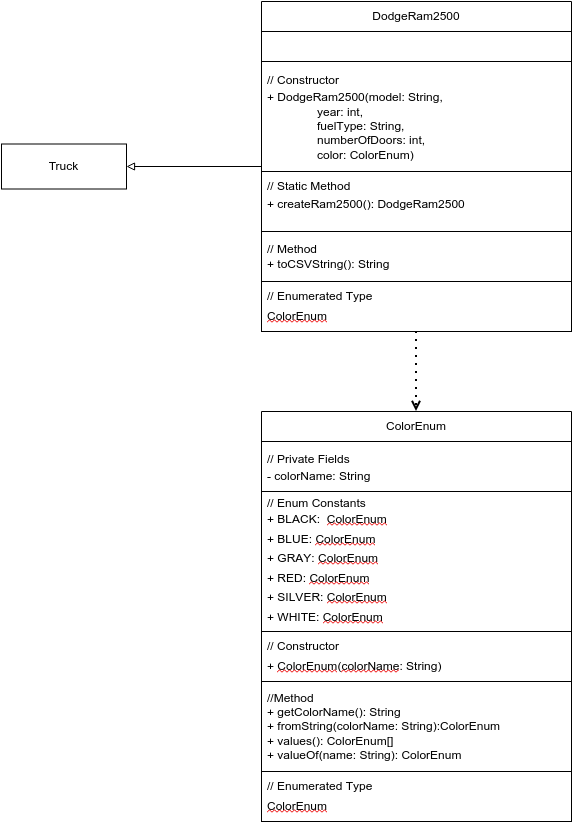 DodgeRam2500
// Constructor
+ DodgeRam2500(model: String,
year: int,
fuelType: String,
numberOfDoors: int,
color: ColorEnum)
Truck
// Static Method
+ createRam2500(): DodgeRam2500
// Method
+ toCSVString(): String
// Enumerated Type
ColorEnum
ColorEnum
// Private Fields
- colorName: String
// Enum Constants
+ BLACK:  ColorEnum
+ BLUE: ColorEnum
+ GRAY: ColorEnum
+ RED: ColorEnum
+ SILVER: ColorEnum
+ WHITE: ColorEnum
// Constructor
+ ColorEnum(colorName: String)
//Method
+ getColorName(): String
+ fromString(colorName: String):ColorEnum
+ values(): ColorEnum[]
+ valueOf(name: String): ColorEnum
// Enumerated Type
ColorEnum